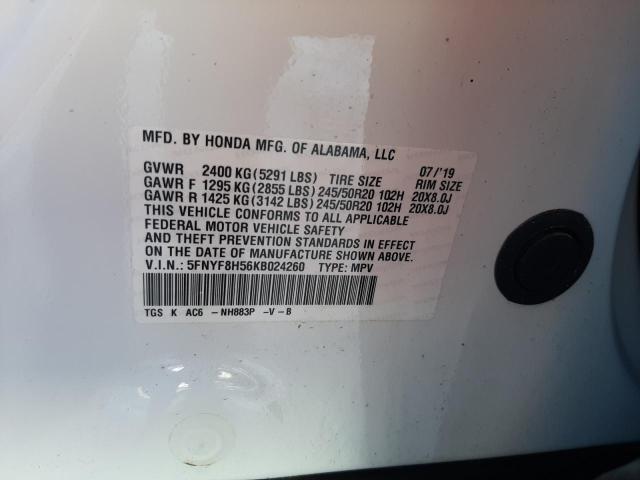 MFD. BY HONDA MFG. OF ALABAMA, LLC
07/'19
GVWR 2400 KG(5291 LBS) TIRE SIZE RIM SIZE
GAWR F 1295 KG(2855 LBS)245/50R20 102H 20X8.0J
GAWR R 1425 KG(3142 LBS)245/50R20 102H 20X8.0J
THIS VEHICLE CONFORMS TO ALL APPLICABLE
FEDERAL MOTOR VEHICLE SAFETY
AND THEFT PREVENTION STANDARDS IN EFFECT
ON THE DATE OF MANUFACTURE SHOWN ABOVE.
V.I.N.: 5FNYF8H56KB024260 TYPE: MPV
TGS K AC6 -NH883P -V-B